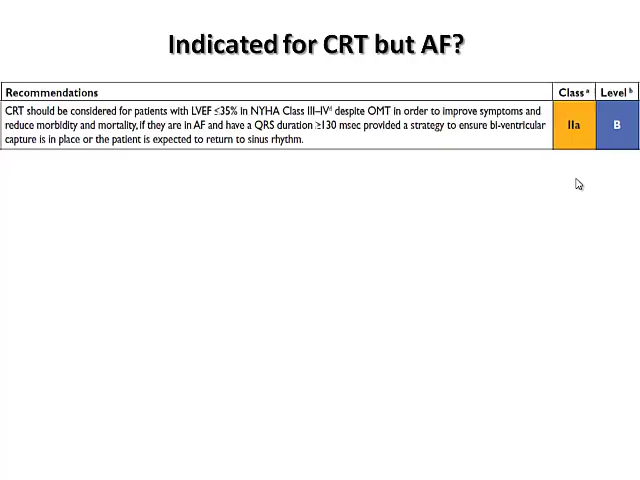 Indicated for CRT but AF?
Recommendations Class a Level b
CRT should be considered for patients with LVEF ≤35% in NYHA Class III–IVd despite OMT in order to improve symptoms and
reduce morbidity and mortality, if they are in AF and have a QRS duration ≥130 msec provided a strategy to ensure bi-ventricular
capture is in place or the patient is expected to return to sinus rhythm.
IIa B